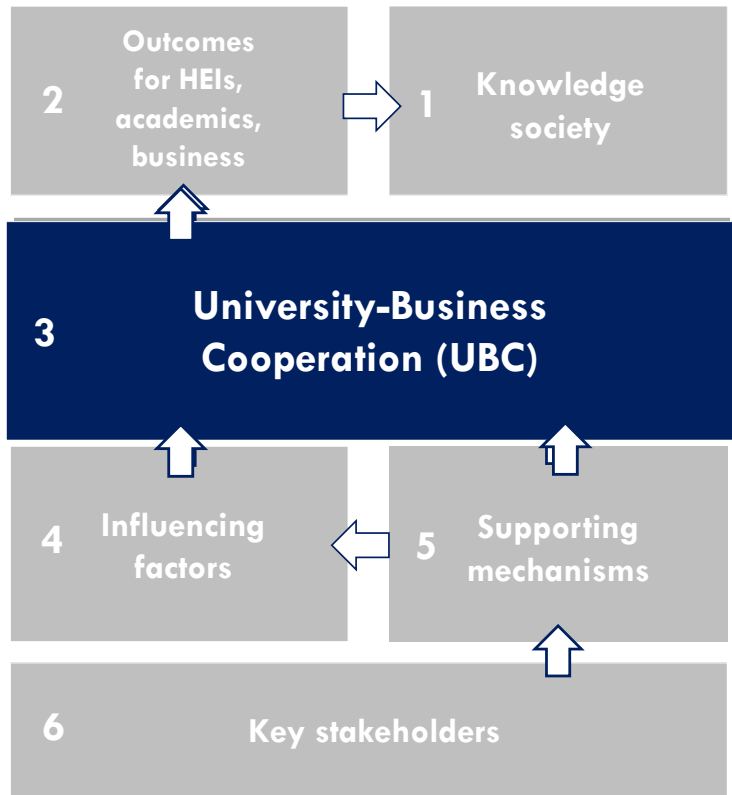 2
Outcomes
for HEIs,
academics,
business
1
Knowledge
society
3
University-Business
Cooperation (UBC)
4
Influencing
factors
5
Supporting
mechanisms
6
Key stakeholders